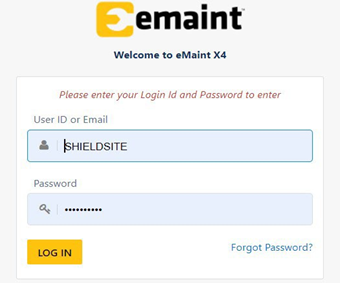 emaint
Welcome to eMaint X4
Please enter your Login Id and Password to enter
User ID or Email
SHIELDSITE
Password
••••••••••
LOG IN
Forgot Password?